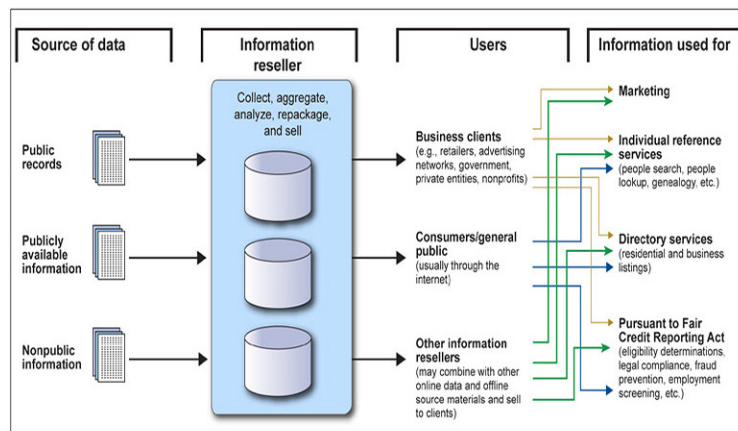 Source of data
Information
reseller
Users
Information used for
Public
records
Publicly
available information
Nonpublic
information
Collect, aggregate,
analyze, repackage,
and sell
Business clients
(e.g., retailers, advertising
networks, government,
private entities, nonprofits)
Consumers/general
public
(usually through the
internet)
Other information
resellers
(may combine with other
online data and offline
source materials and sell
to clients)
Marketing
Individual reference
services
(people search, people
lookup, genealogy, etc.)
Directory services
(residential and business
listings)
Pursuant to Fair
Credit Reporting Act
(eligibility determinations,
legal compliance, fraud
prevention, employment
screening, etc.)